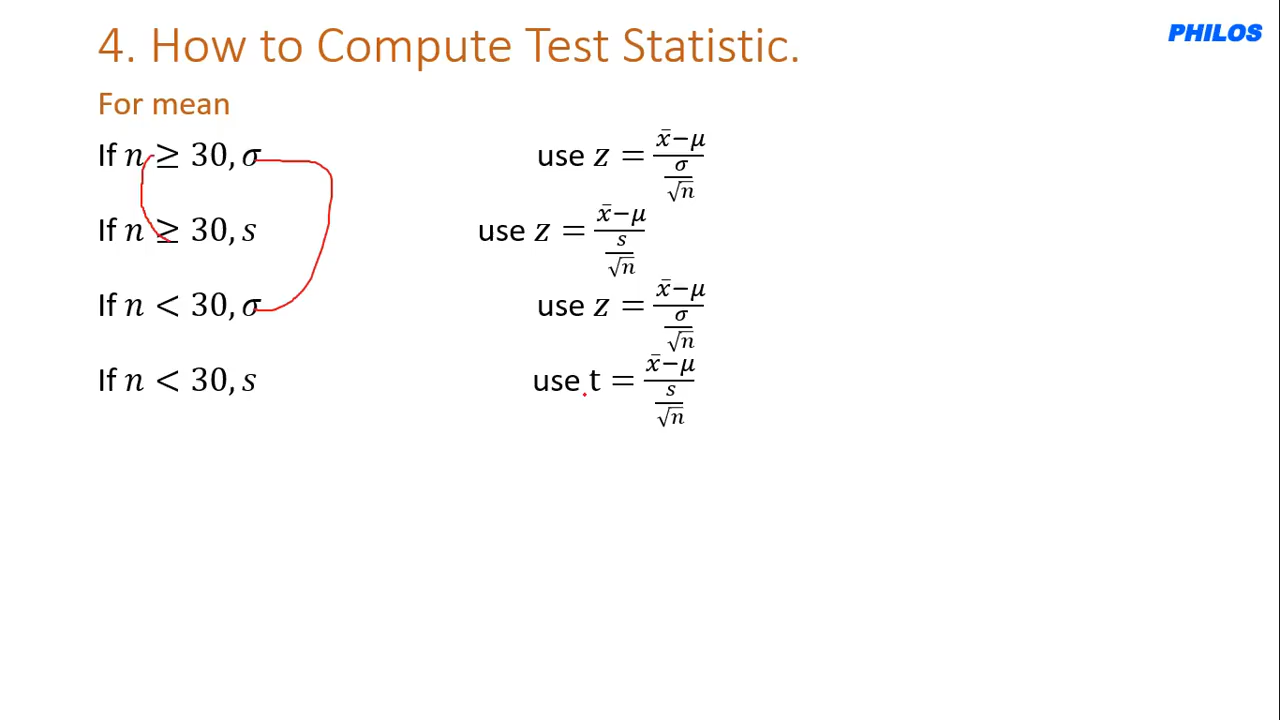 4. How to Compute Test Statistic.
PHILOS
For mean
If n ≥ 30, σ use z = (x̄−μ)/(σ/√n)
If n ≥ 30, s use z = (x̄−μ)/(s/√n)
If n < 30, σ use z = (x̄−μ)/(σ/√n)
If n < 30, s use t = (x̄−μ)/(s/√n)